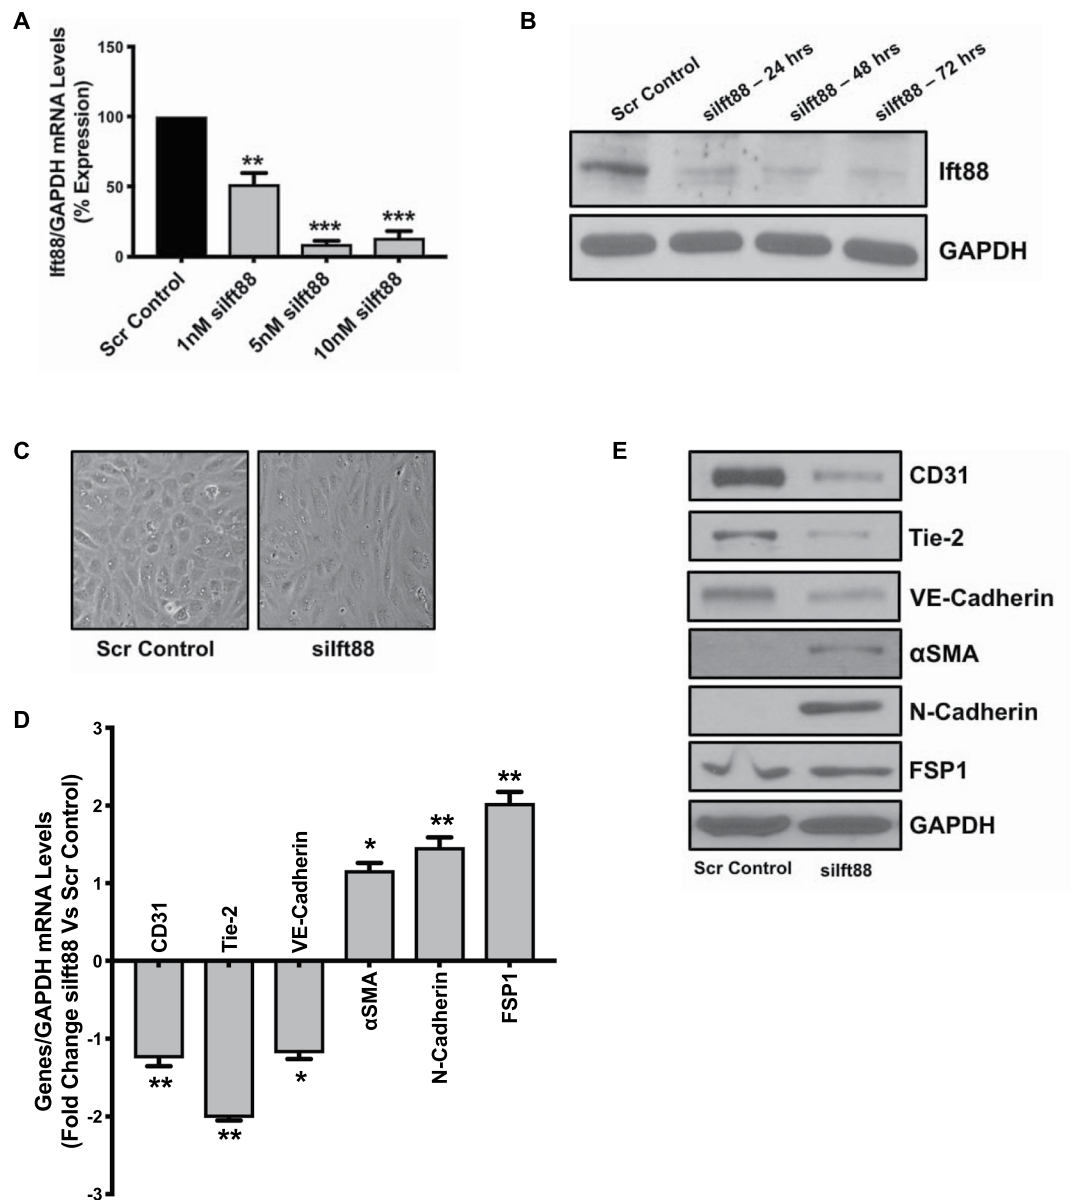 A
Ift88/GAPDH mRNA Levels
(% Expression)
150
100
50
0
**
***
***
Scr Control
1nM siIft88
5nM siIft88
10nM siIft88
B
Scr Control
siIft88 – 24 hrs
siIft88 – 48 hrs
siIft88 – 72 hrs
Ift88
GAPDH
C
Scr Control
siIft88
D
Genes/GAPDH mRNA Levels
(Fold Change siIft88 Vs Scr Control)
3
2
1
0
-1
-2
-3
CD31
Tie-2
VE-Cadherin
αSMA
N-Cadherin
FSP1
**
**
*
*
**
**
E
CD31
Tie-2
VE-Cadherin
αSMA
N-Cadherin
FSP1
GAPDH
Scr Control
siIft88